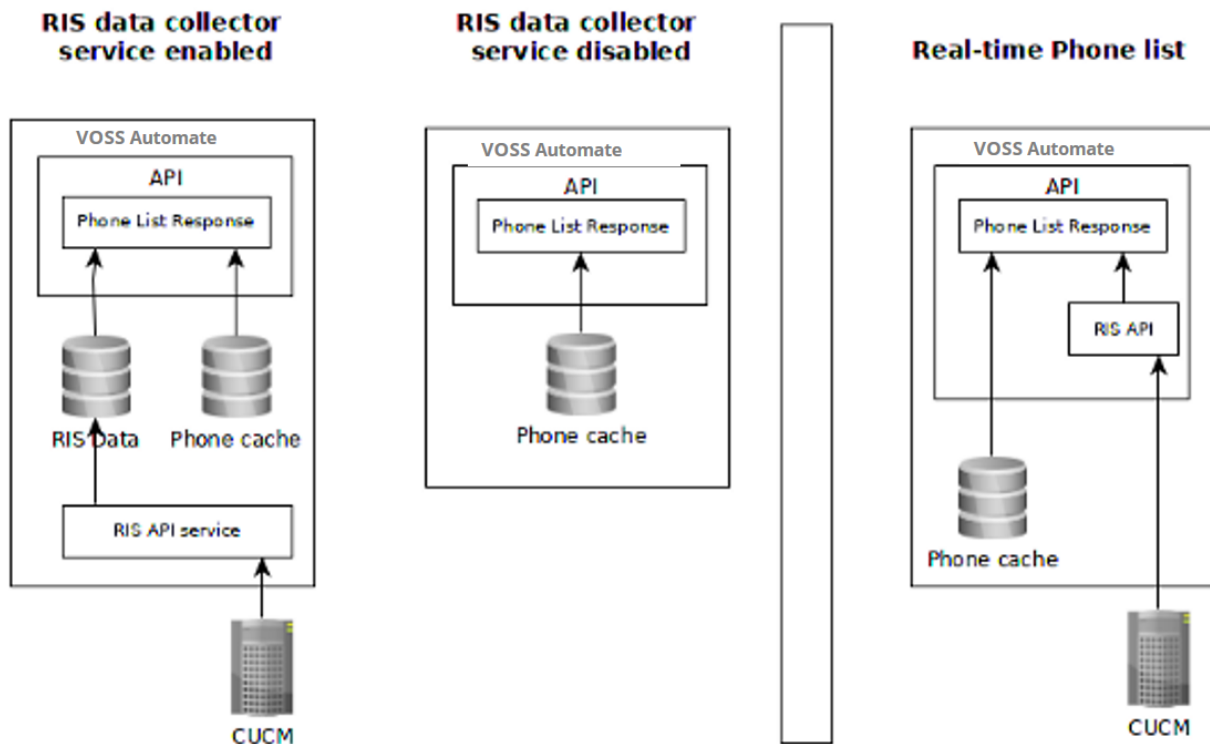 RIS data collector
service enabled
VOSS Automate
API
Phone List Response
RIS Data
Phone cache
RIS API service
CUCM
RIS data collector
service disabled
VOSS Automate
API
Phone List Response
Phone cache
Real-time Phone list
VOSS Automate
API
Phone List Response
RIS API
Phone cache
CUCM